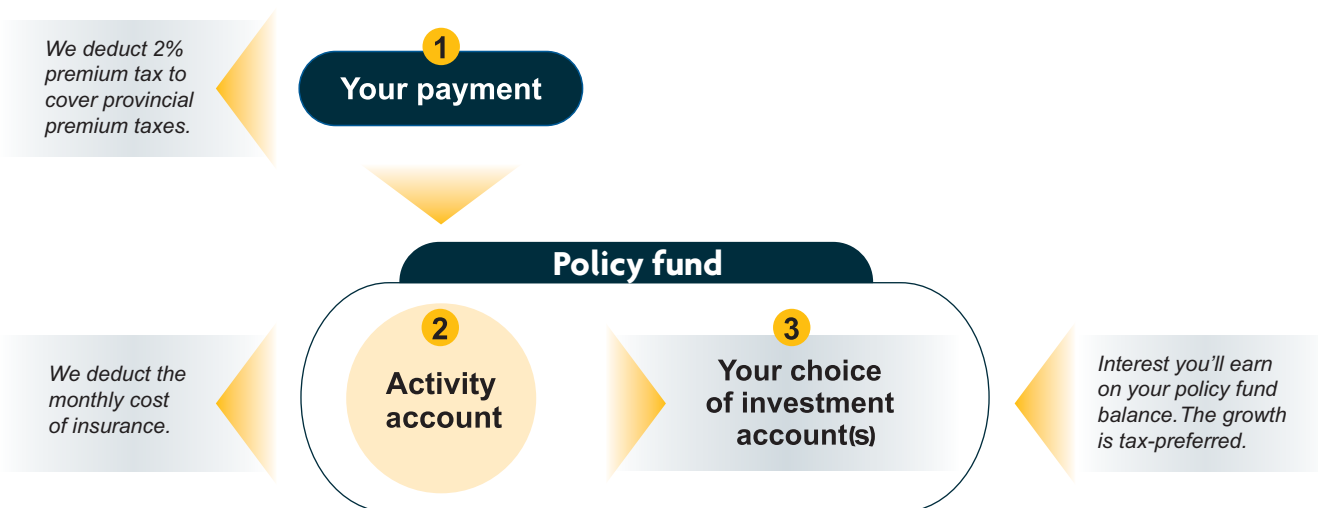 We deduct 2%
premium tax to
cover provincial
premium taxes.
1
Your payment
Policy fund
We deduct the
monthly cost
of insurance.
2
Activity
account
3
Your choice
of investment
account(s)
Interest you’ll earn
on your policy fund
balance. The growth
is tax-preferred.